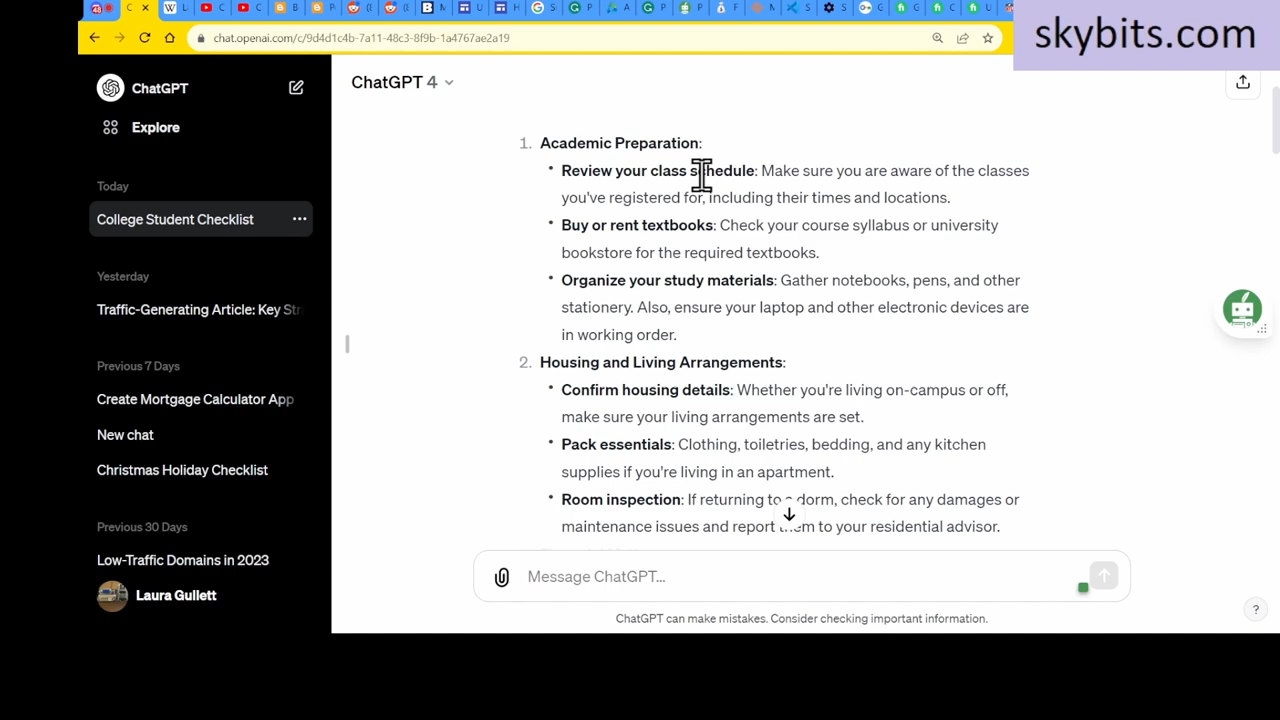 skybits.com
chat.openai.com/c/9d4d1c4b-7a11-48c3-8f9b-1a4767ae2a19
ChatGPT
Explore
Today
College Student Checklist
Yesterday
Traffic-Generating Article: Key Str
Previous 7 Days
Create Mortgage Calculator App
New chat
Christmas Holiday Checklist
Previous 30 Days
Low-Traffic Domains in 2023
Laura Gullett
ChatGPT 4
1. Academic Preparation:
• Review your class schedule: Make sure you are aware of the classes
you've registered for, including their times and locations.
• Buy or rent textbooks: Check your course syllabus or university
bookstore for the required textbooks.
• Organize your study materials: Gather notebooks, pens, and other
stationery. Also, ensure your laptop and other electronic devices are
in working order.
2. Housing and Living Arrangements:
• Confirm housing details: Whether you're living on-campus or off,
make sure your living arrangements are set.
• Pack essentials: Clothing, toiletries, bedding, and any kitchen
supplies if you're living in an apartment.
• Room inspection: If returning to a dorm, check for any damages or
maintenance issues and report them to your residential advisor.
Message ChatGPT...
ChatGPT can make mistakes. Consider checking important information.
?